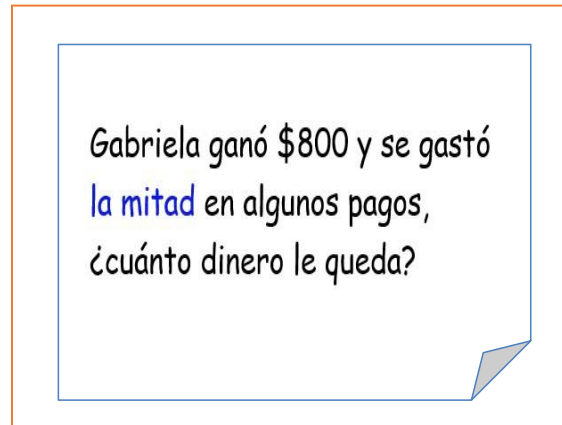 Gabriela ganó $800 y se gastó
la mitad en algunos pagos,
¿cuánto dinero le queda?